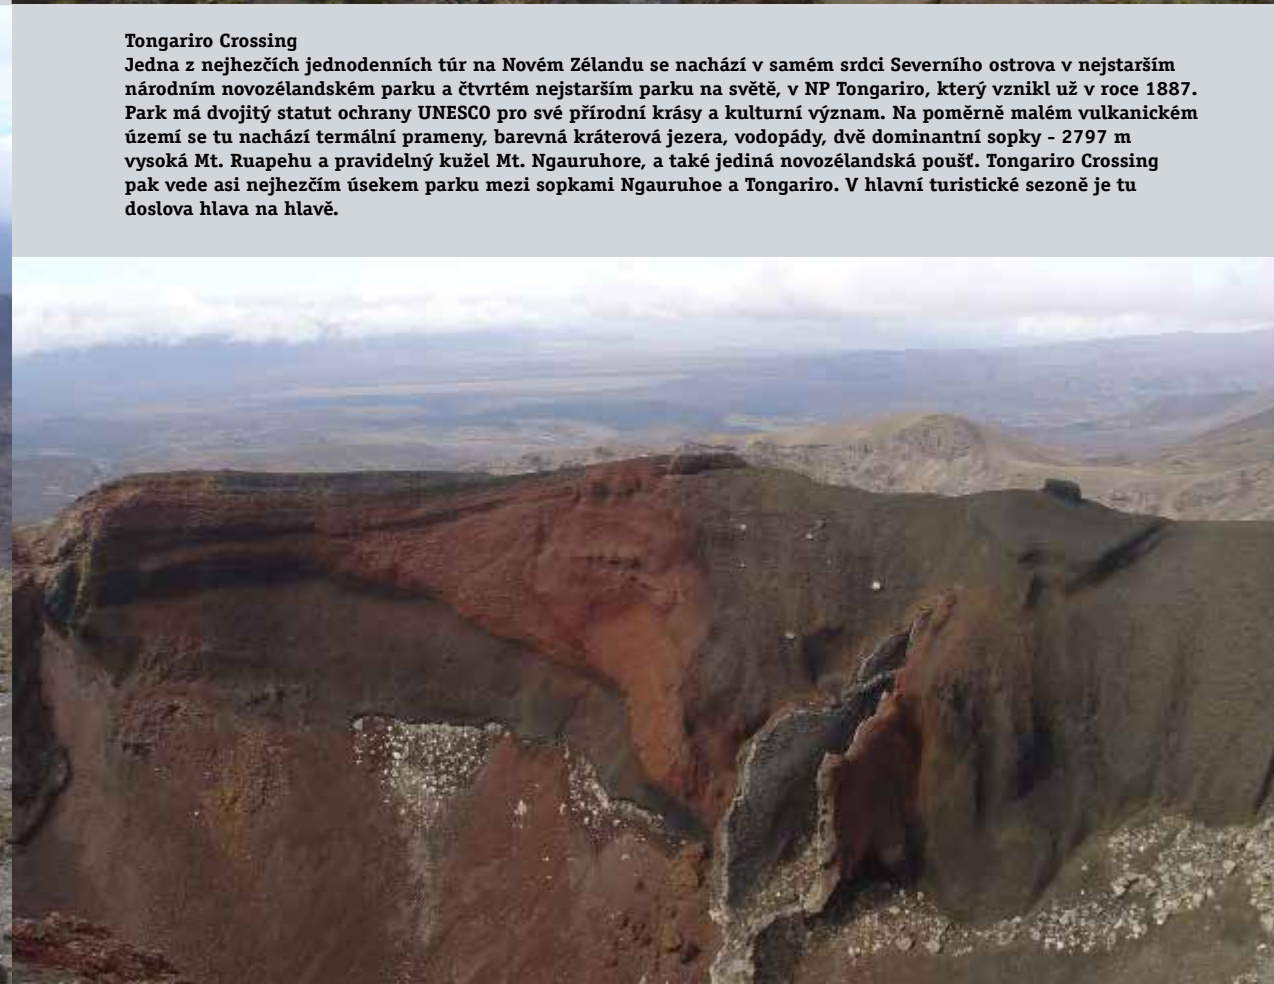 Tongariro Crossing
Jedna z nejhezčích jednodenních túr na Novém Zélandu se nachází v samém srdci Severního ostrova v nejstarším
národním novozélandském parku a čtvrtém nejstarším parku na světě, v NP Tongariro, který vznikl už v roce 1887.
Park má dvojitý statut ochrany UNESCO pro své přírodní krásy a kulturní význam. Na poměrně malém vulkanickém
území se tu nachází termální prameny, barevná kráterová jezera, vodopády, dvě dominantní sopky - 2797 m
vysoká Mt. Ruapehu a pravidelný kužel Mt. Ngauruhore, a také jediná novozélandská poušť. Tongariro Crossing
pak vede asi nejhezčím úsekem parku mezi sopkami Ngauruhoe a Tongariro. V hlavní turistické sezoně je tu
doslova hlava na hlavě.